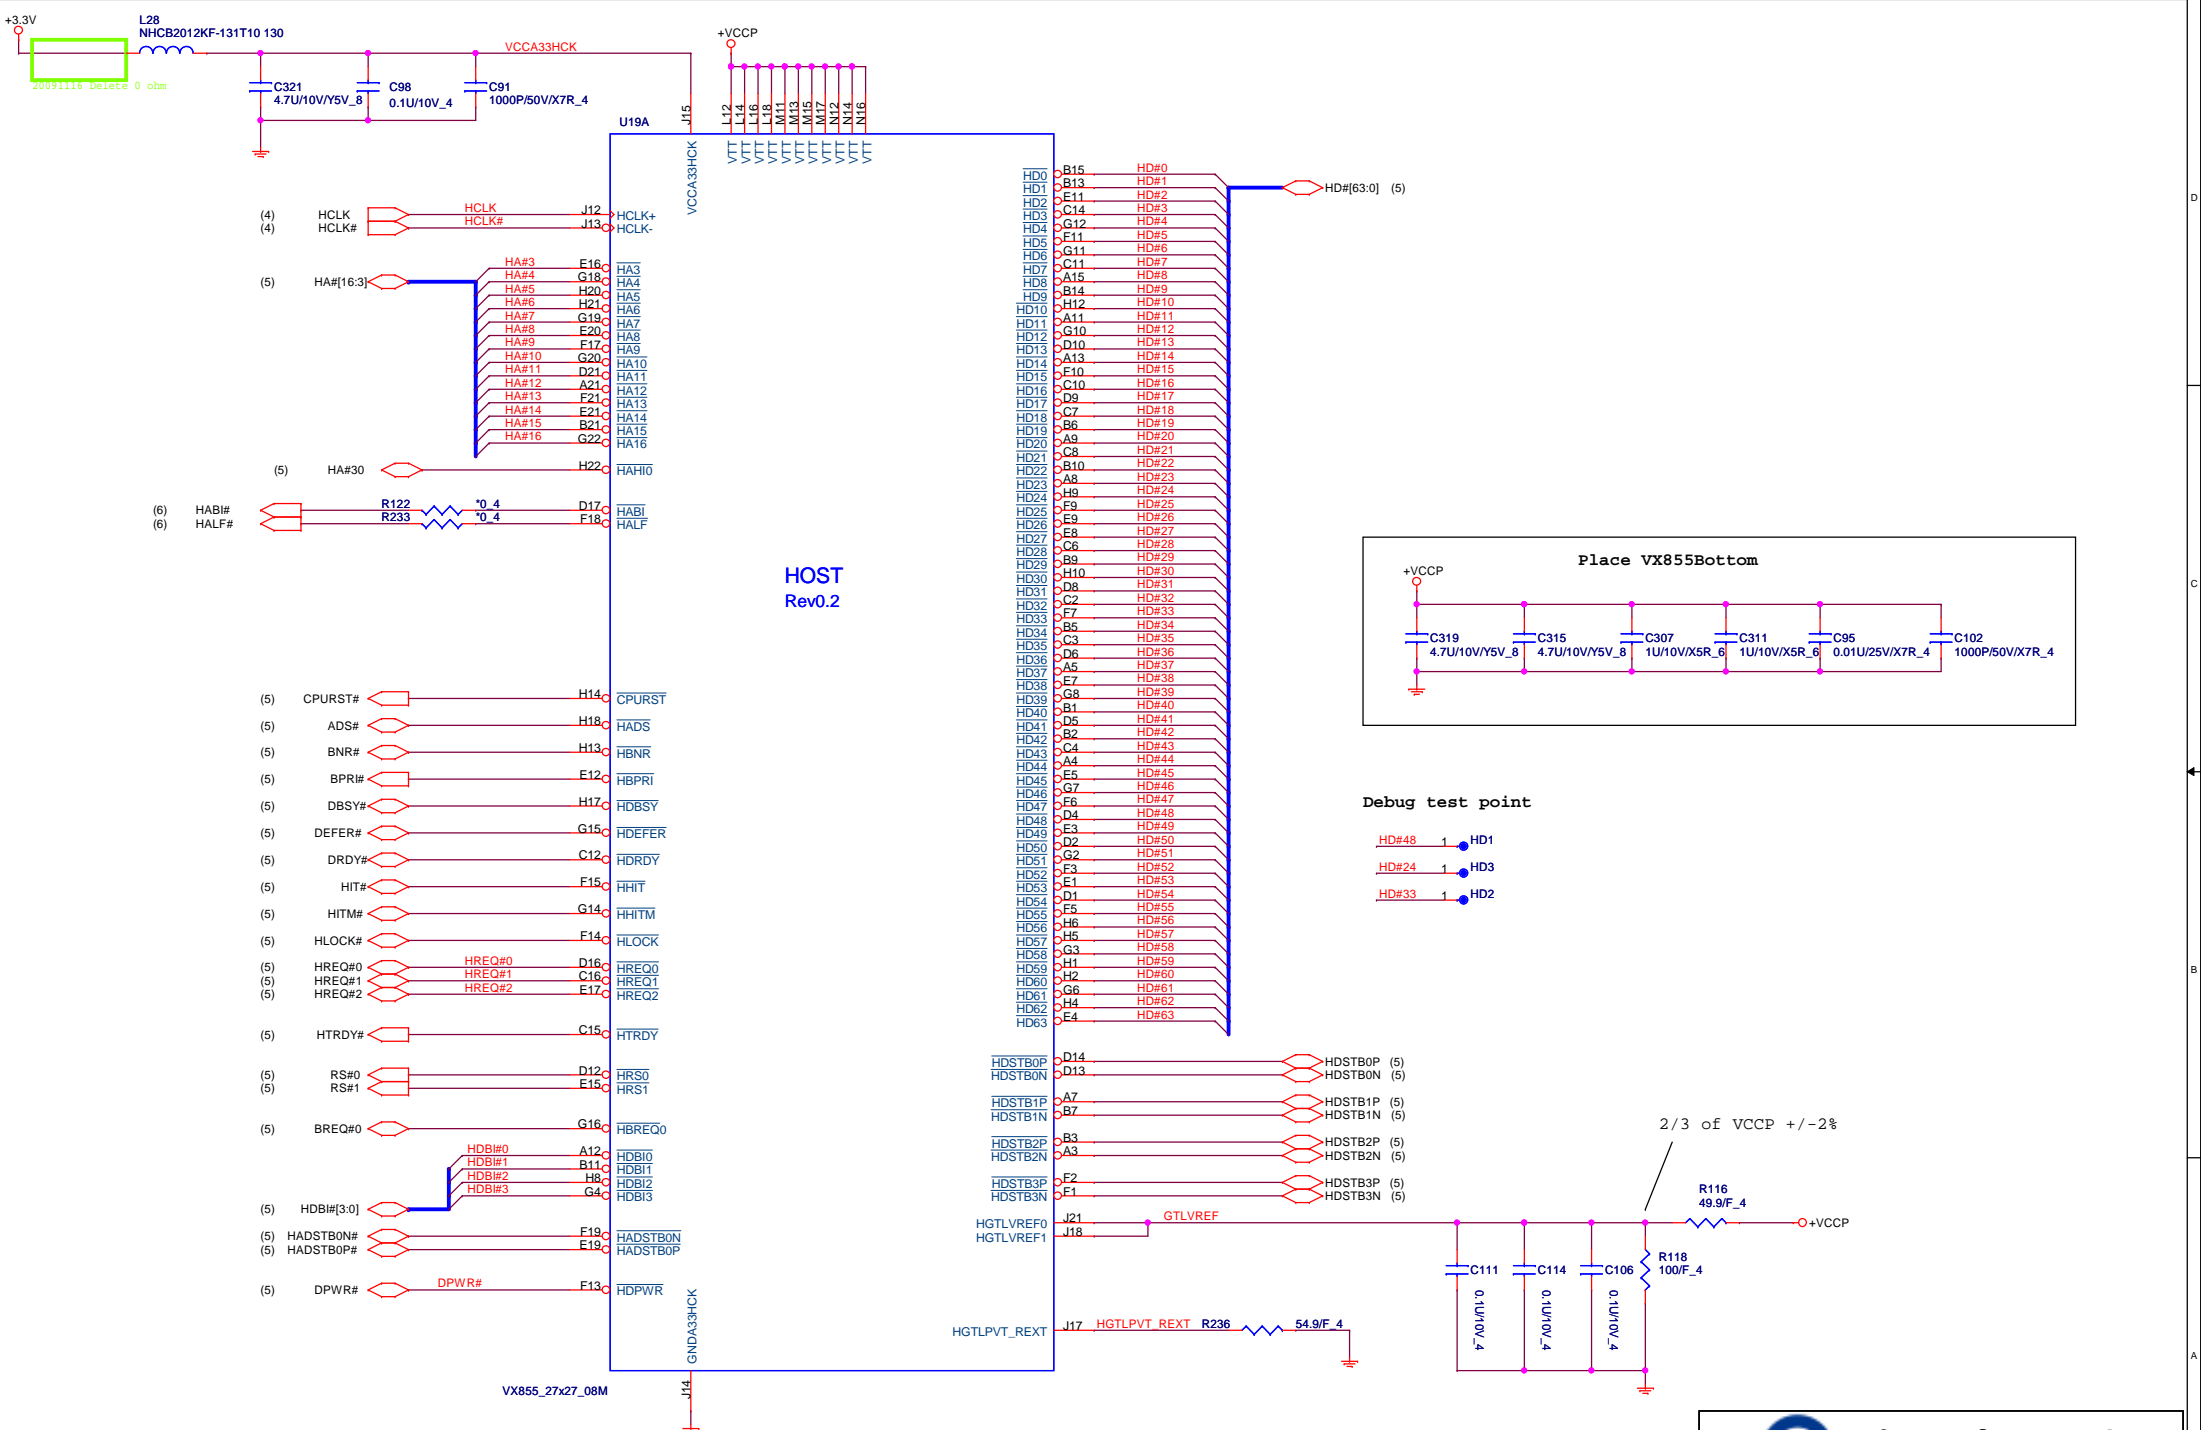 +3.3V
L28
NHCB2012KF-131T10 130
20091116 Delete 0 ohm
C321
4.7U/10V/Y5V_8
C98
0.1U/10V_4
C91
1000P/50V/X7R_4
VCCA33HCK
+VCCP
J15
L12
L14
L16
L18
M11
M13
M15
M17
N12
N14
N16
U19A
VCCA33HCK
VTT
VTT
VTT
VTT
VTT
VTT
VTT
VTT
VTT
VTT
VTT
(4) HCLK HCLK J12 HCLK+
(4) HCLK# HCLK# J13 HCLK-
(5) HA#[16:3]
HA#3 E16 HA3
HA#4 G18 HA4
HA#5 H20 HA5
HA#6 H21 HA6
HA#7 G19 HA7
HA#8 E20 HA8
HA#9 F17 HA9
HA#10 G20 HA10
HA#11 D21 HA11
HA#12 A21 HA12
HA#13 F21 HA13
HA#14 E21 HA14
HA#15 B21 HA15
HA#16 G22 HA16
(5) HA#30 H22 HAHI0
(6) HABI# R122 *0_4 D17 HABI
(6) HALF# R233 *0_4 F18 HALF
HOST
Rev0.2
(5) CPURST# H14 CPURST
(5) ADS# H18 HADS
(5) BNR# H13 HBNR
(5) BPRI# E12 HBPRI
(5) DBSY# H17 HDBSY
(5) DEFER# G15 HDEFER
(5) DRDY# C12 HDRDY
(5) HIT# F15 HHIT
(5) HITM# G14 HHITM
(5) HLOCK# F14 HLOCK
(5) HREQ#0 HREQ#0 D16 HREQ0
(5) HREQ#1 HREQ#1 C16 HREQ1
(5) HREQ#2 HREQ#2 E17 HREQ2
(5) HTRDY# C15 HTRDY
(5) RS#0 D12 HRS0
(5) RS#1 E15 HRS1
(5) BREQ#0 G16 HBREQ0
HDBI#0 A12 HDBI0
HDBI#1 B11 HDBI1
HDBI#2 H8 HDBI2
HDBI#3 G4 HDBI3
(5) HDBI#[3:0]
(5) HADSTB0N# F19 HADSTB0N
(5) HADSTB0P# E19 HADSTB0P
(5) DPWR# DPWR# F13 HDPWR
GNDA33HCK
J14
VX855_27x27_08M
HD0 B15 HD#0
HD1 B13 HD#1
HD2 E11 HD#2
HD3 C14 HD#3
HD4 G12 HD#4
HD5 F11 HD#5
HD6 G11 HD#6
HD7 C11 HD#7
HD8 A15 HD#8
HD9 B14 HD#9
HD10 H12 HD#10
HD11 A11 HD#11
HD12 G10 HD#12
HD13 D10 HD#13
HD14 A13 HD#14
HD15 F10 HD#15
HD16 C10 HD#16
HD17 D9 HD#17
HD18 C7 HD#18
HD19 B6 HD#19
HD20 A9 HD#20
HD21 C8 HD#21
HD22 B10 HD#22
HD23 A8 HD#23
HD24 H9 HD#24
HD25 F9 HD#25
HD26 E9 HD#26
HD27 E8 HD#27
HD28 C6 HD#28
HD29 B9 HD#29
HD30 H10 HD#30
HD31 D8 HD#31
HD32 C2 HD#32
HD33 F7 HD#33
HD34 B5 HD#34
HD35 C3 HD#35
HD36 D6 HD#36
HD37 A5 HD#37
HD38 E7 HD#38
HD39 G8 HD#39
HD40 B1 HD#40
HD41 D5 HD#41
HD42 B2 HD#42
HD43 C4 HD#43
HD44 A4 HD#44
HD45 E5 HD#45
HD46 G7 HD#46
HD47 F6 HD#47
HD48 D4 HD#48
HD49 E3 HD#49
HD50 D2 HD#50
HD51 G2 HD#51
HD52 F3 HD#52
HD53 E1 HD#53
HD54 D1 HD#54
HD55 F5 HD#55
HD56 H6 HD#56
HD57 H5 HD#57
HD58 G3 HD#58
HD59 H1 HD#59
HD60 H2 HD#60
HD61 G6 HD#61
HD62 H4 HD#62
HD63 E4 HD#63
HD#[63:0] (5)
HDSTB0P D14 HDSTB0P (5)
HDSTB0N D13 HDSTB0N (5)
HDSTB1P A7 HDSTB1P (5)
HDSTB1N B7 HDSTB1N (5)
HDSTB2P B3 HDSTB2P (5)
HDSTB2N A3 HDSTB2N (5)
HDSTB3P F2 HDSTB3P (5)
HDSTB3N F1 HDSTB3N (5)
HGTLVREF0 J21 GTLVREF
HGTLVREF1 J18
HGTLPVT_REXT J17 HGTLPVT_REXT R236 54.9/F_4
Place VX855Bottom
+VCCP
C319
4.7U/10V/Y5V_8
C315
4.7U/10V/Y5V_8
C307
1U/10V/X5R_6
C311
1U/10V/X5R_6
C95
0.01U/25V/X7R_4
C102
1000P/50V/X7R_4
Debug test point
HD#48 1 HD1
HD#24 1 HD3
HD#33 1 HD2
2/3 of VCCP +/-2%
R116
49.9/F_4
+VCCP
R118
100/F_4
C111
0.1U/10V_4
C114
0.1U/10V_4
C106
0.1U/10V_4
D
C
B
A